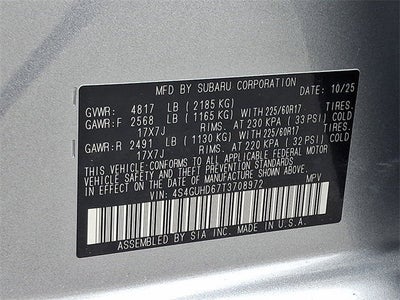 MFD BY SUBARU CORPORATION DATE: 10/25
GVWR: 4817 LB (2185 KG)
GAWR:F 2568 LB (1165 KG) WITH 225/60R17 TIRES.
17X7J RIMS. AT 230 KPA ( 33 PSI) COLD
GAWR:R 2491 LB (1130 KG) WITH 225/60R17 TIRES.
17X7J RIMS. AT 220 KPA ( 32 PSI) COLD
THIS VEHICLE CONFORMS TO ALL APPLICABLE FEDERAL MOTOR
VEHICLE SAFETY STANDARDS IN EFFECT ON THE DATE OF
MANUFACTURE SHOWN ABOVE.
VIN: 4S4GUHD67T3708972 MPV
ASSEMBLED BY SIA INC. MADE IN U.S.A.